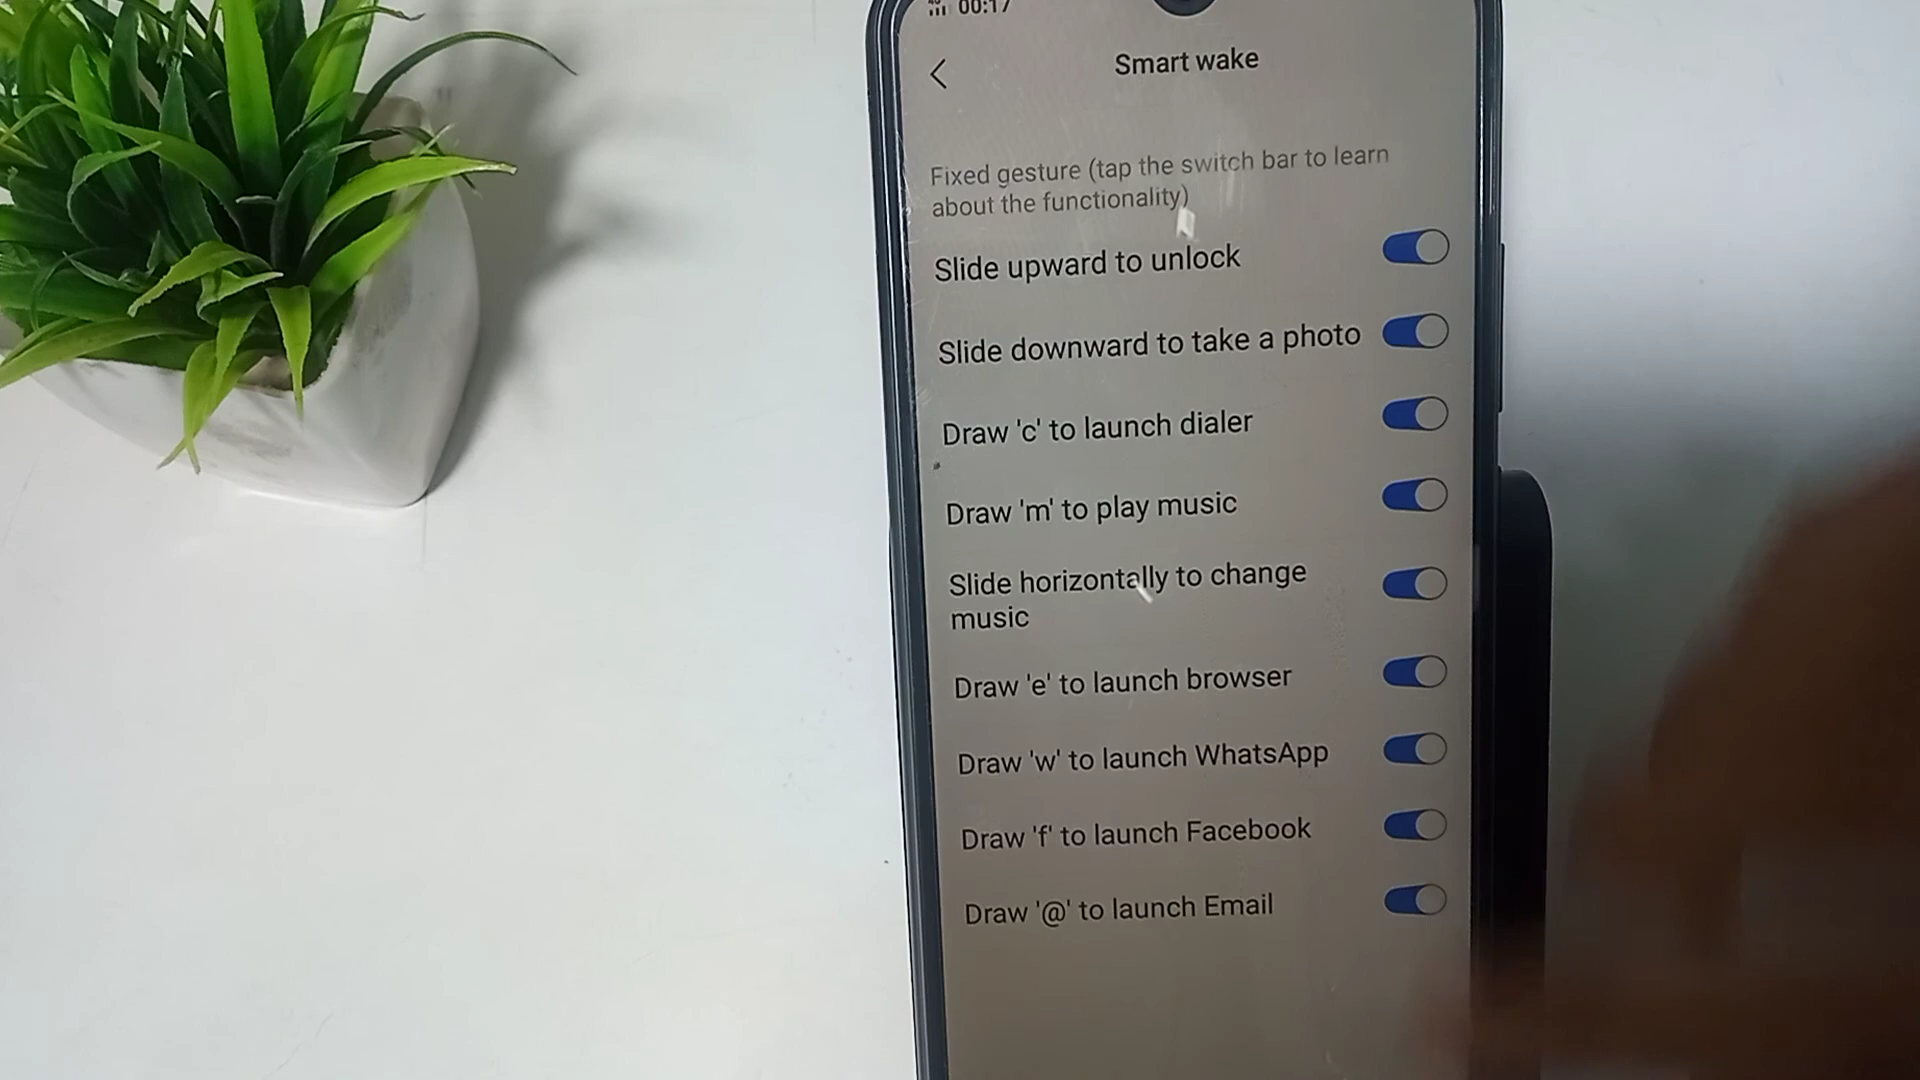 00:17
Smart wake
Fixed gesture (tap the switch bar to learn
about the functionality)
Slide upward to unlock
Slide downward to take a photo
Draw 'c' to launch dialer
Draw 'm' to play music
Slide horizontally to change
music
Draw 'e' to launch browser
Draw 'w' to launch WhatsApp
Draw 'f' to launch Facebook
Draw '@' to launch Email